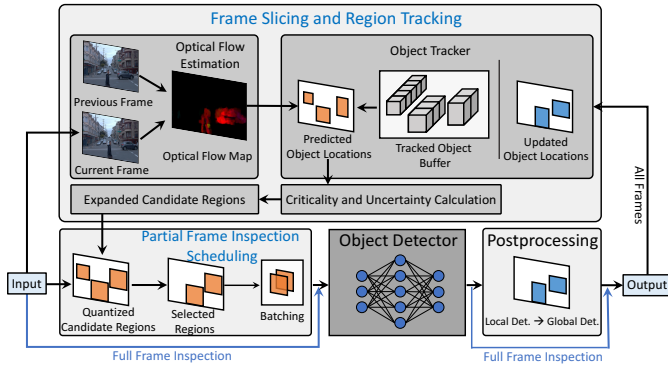 Frame Slicing and Region Tracking
Optical Flow
Estimation
Previous Frame
Current Frame
Optical Flow Map
Object Tracker
Predicted
Object Locations
Tracked Object
Buffer
Updated
Object Locations
Expanded Candidate Regions
Criticality and Uncertainty Calculation
All Frames
Partial Frame Inspection
Scheduling
Object Detector
Postprocessing
Input
Quantized
Candidate Regions
Selected
Regions
Batching
Local Det. → Global Det.
Output
Full Frame Inspection
Full Frame Inspection